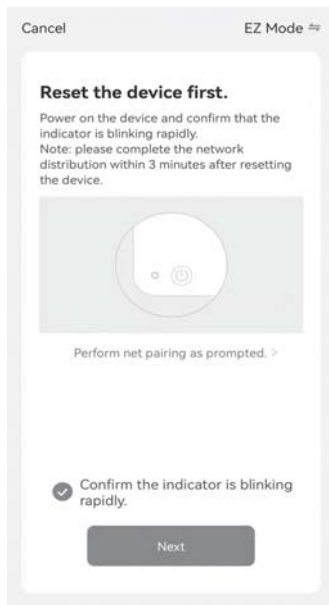 Cancel
EZ Mode
Reset the device first.
Power on the device and confirm that the
indicator is blinking rapidly.
Note: please complete the network
distribution within 3 minutes after resetting
the device.
Perform net pairing as prompted. >
Confirm the indicator is blinking
rapidly.
Next